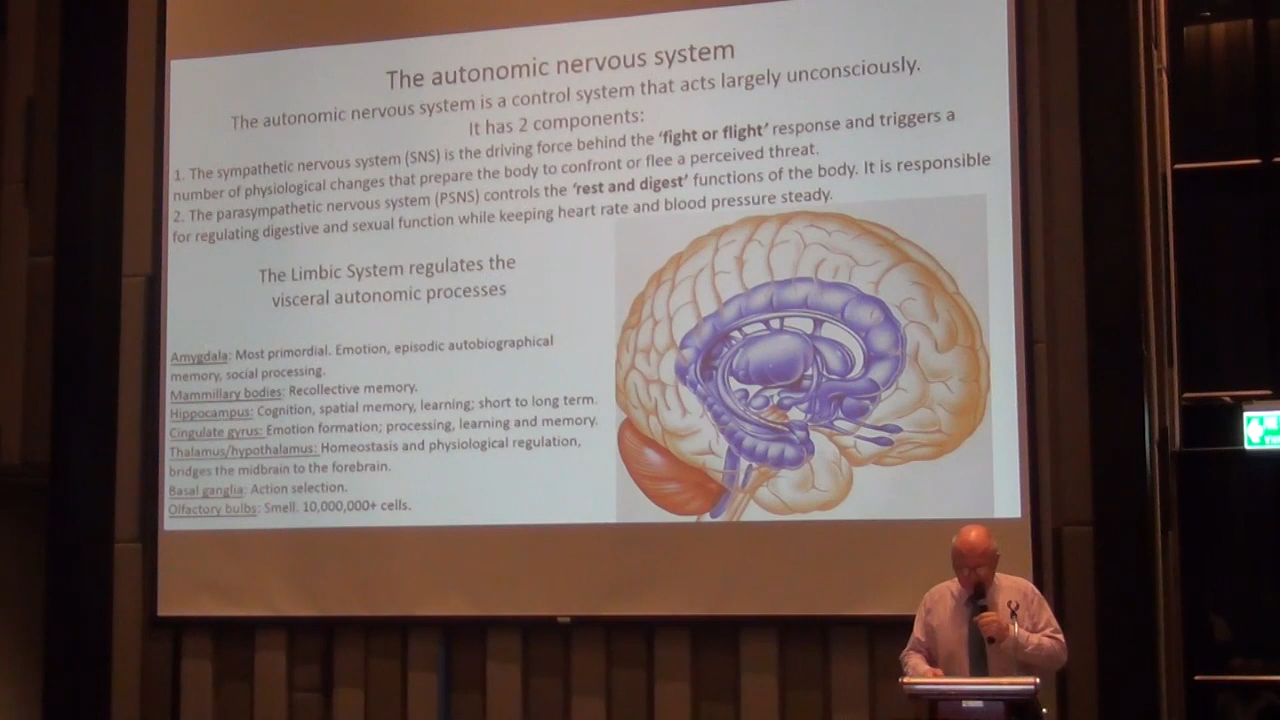 The autonomic nervous system
The autonomic nervous system is a control system that acts largely unconsciously.
It has 2 components:
1. The sympathetic nervous system (SNS) is the driving force behind the ‘fight or flight’ response and triggers a
number of physiological changes that prepare the body to confront or flee a perceived threat.
2. The parasympathetic nervous system (PSNS) controls the ‘rest and digest’ functions of the body. It is responsible
for regulating digestive and sexual function while keeping heart rate and blood pressure steady.
The Limbic System regulates the
visceral autonomic processes
Amygdala: Most primordial. Emotion, episodic autobiographical
memory, social processing.
Mammillary bodies: Recollective memory.
Hippocampus: Cognition, spatial memory, learning; short to long term.
Cingulate gyrus: Emotion formation; processing, learning and memory.
Thalamus/hypothalamus: Homeostasis and physiological regulation,
bridges the midbrain to the forebrain.
Basal ganglia: Action selection.
Olfactory bulbs: Smell. 10,000,000+ cells.